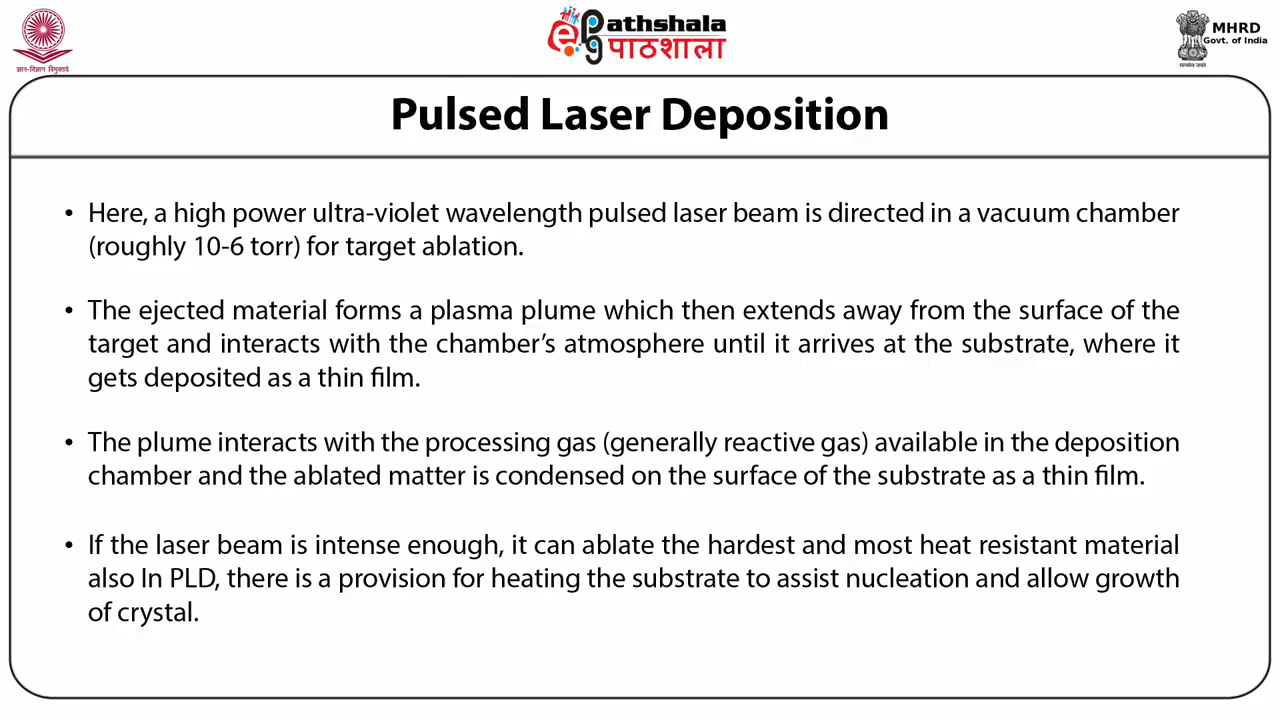 ePG Pathshala
पाठशाला
MHRD
Govt. of India
ज्ञान-विज्ञान विमुक्तये
सत्यमेव जयते
Pulsed Laser Deposition
• Here, a high power ultra-violet wavelength pulsed laser beam is directed in a vacuum chamber
(roughly 10-6 torr) for target ablation.
• The ejected material forms a plasma plume which then extends away from the surface of the
target and interacts with the chamber’s atmosphere until it arrives at the substrate, where it
gets deposited as a thin film.
• The plume interacts with the processing gas (generally reactive gas) available in the deposition
chamber and the ablated matter is condensed on the surface of the substrate as a thin film.
• If the laser beam is intense enough, it can ablate the hardest and most heat resistant material
also In PLD, there is a provision for heating the substrate to assist nucleation and allow growth
of crystal.